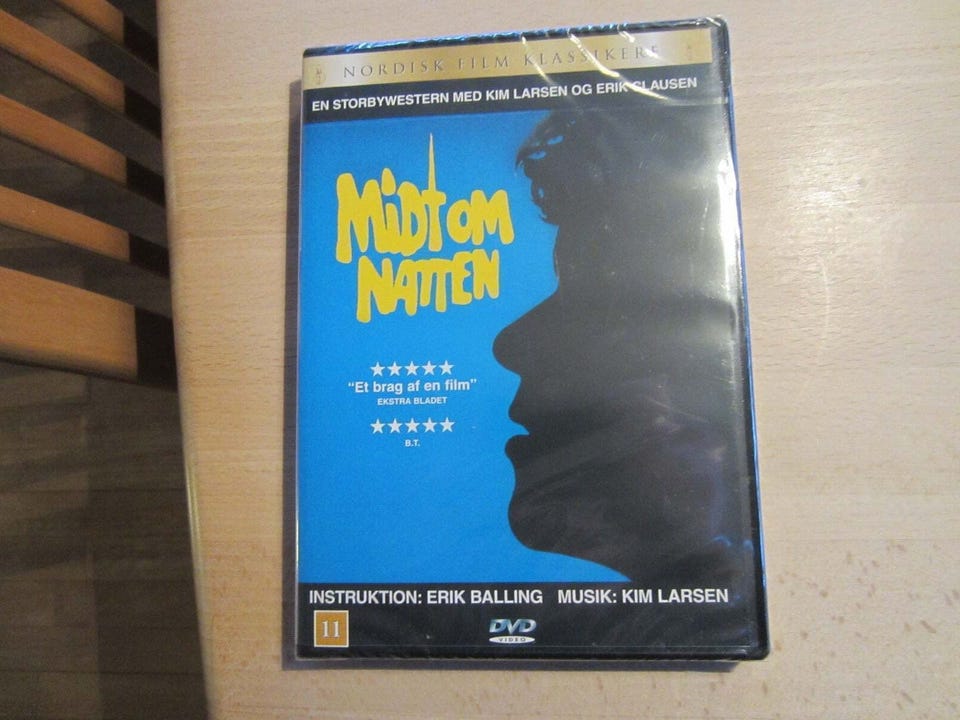 NORDISK FILM KLASSIKERE
EN STORBYWESTERN MED KIM LARSEN OG ERIK CLAUSEN
MIDT OM
NATTEN
"Et brag af en film"
EKSTRA BLADET
B.T.
INSTRUKTION: ERIK BALLING MUSIK: KIM LARSEN
11
DVD
VIDEO